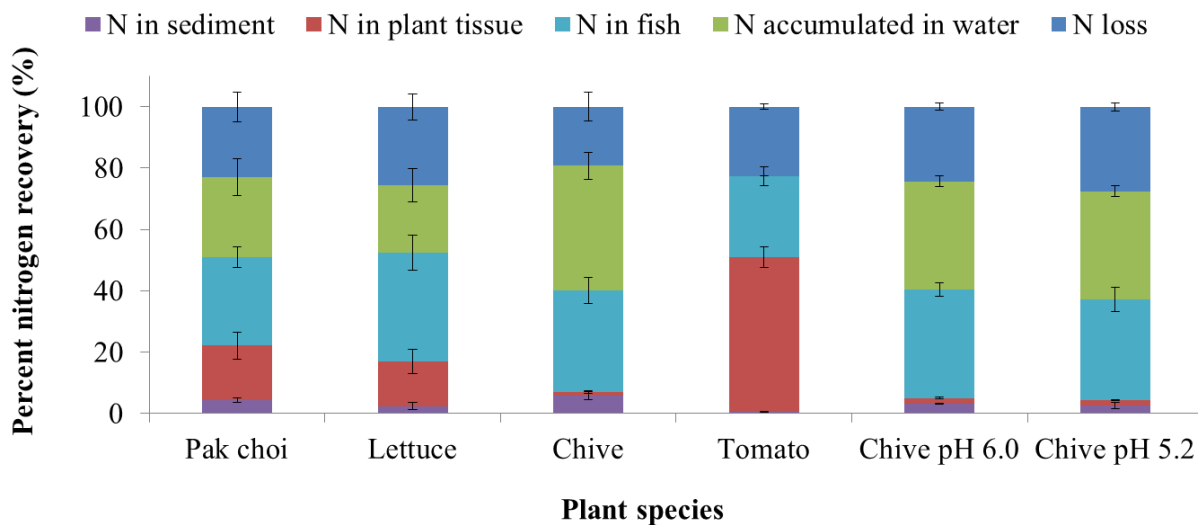 N in sediment N in plant tissue N in fish N accumulated in water N loss
Percent nitrogen recovery (%)
100
80
60
40
20
0
Pak choi Lettuce Chive Tomato Chive pH 6.0 Chive pH 5.2
Plant species